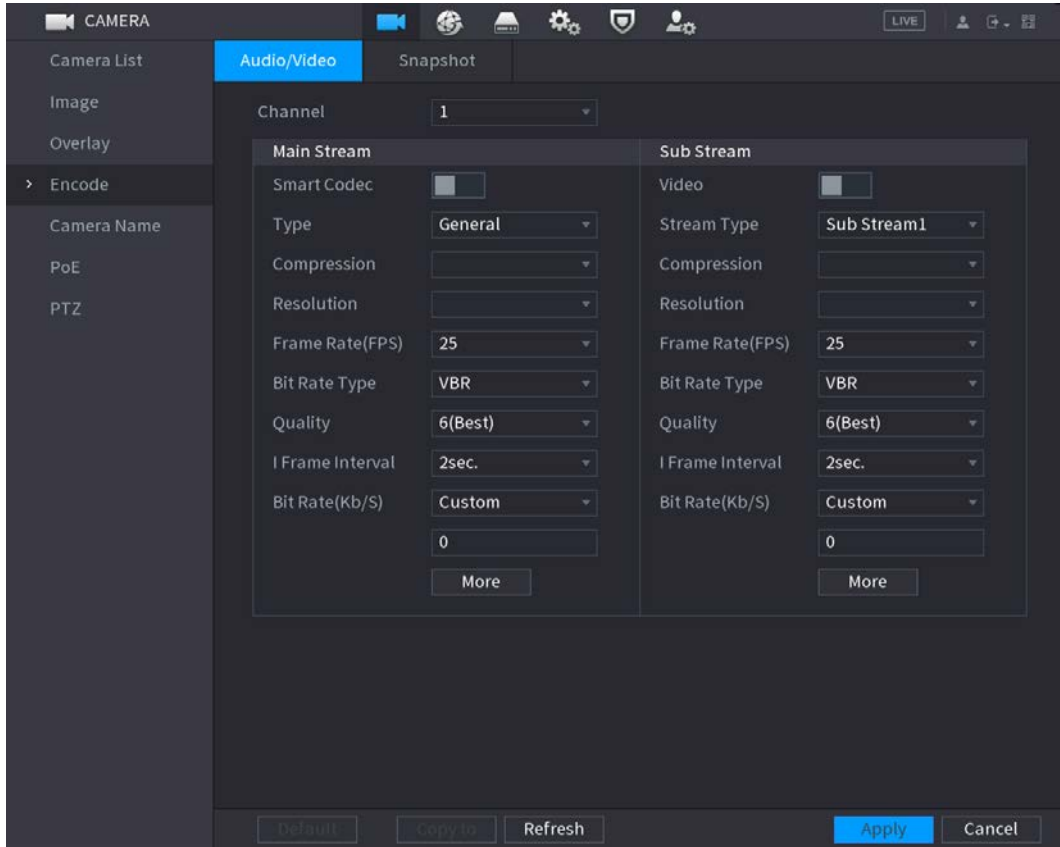 CAMERA LIVE
Camera List
Image
Overlay
Encode
Camera Name
PoE
PTZ
Audio/Video Snapshot
Channel 1
Main Stream Sub Stream
Smart Codec Video
Type General Stream Type Sub Stream1
Compression Compression
Resolution Resolution
Frame Rate(FPS) 25 Frame Rate(FPS) 25
Bit Rate Type VBR Bit Rate Type VBR
Quality 6(Best) Quality 6(Best)
I Frame Interval 2sec. I Frame Interval 2sec.
Bit Rate(Kb/S) Custom Bit Rate(Kb/S) Custom
0 0
More More
Default Copy to Refresh Apply Cancel